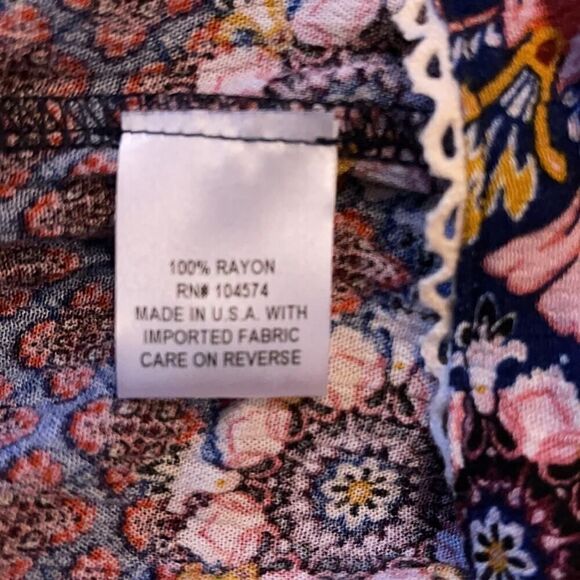 100% RAYON
RN# 104574
MADE IN U.S.A. WITH
IMPORTED FABRIC
CARE ON REVERSE